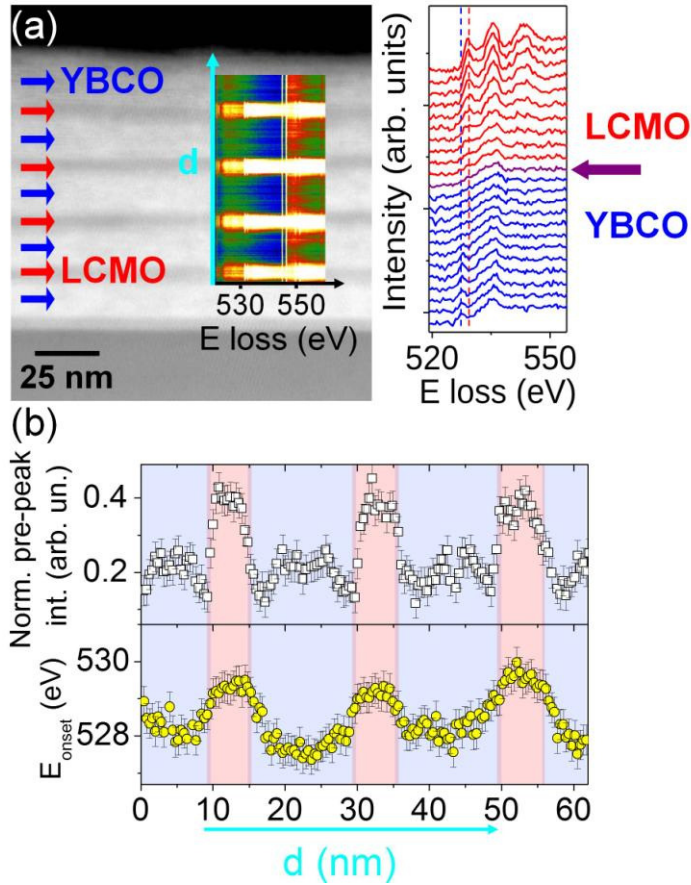 (a)
YBCO
d
LCMO
530 550
E loss (eV)
25 nm
Intensity (arb. units)
LCMO
YBCO
520 550
E loss (eV)
(b)
Norm. pre-peak
int. (arb. un.)
0.4
0.2
E onset
(eV)
530
528
0 10 20 30 40 50 60
d (nm)